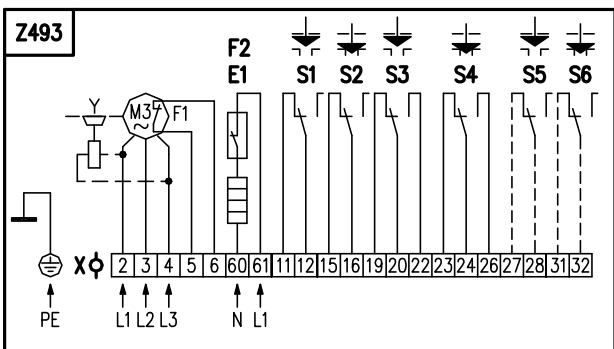 Z493
F2
E1 S1 S2 S3 S4 S5 S6
Y M3 ~ F1
X 2 3 4 5 6 60 61 11 12 15 16 19 20 22 23 24 26 27 28 31 32
PE L1 L2 L3 N L1